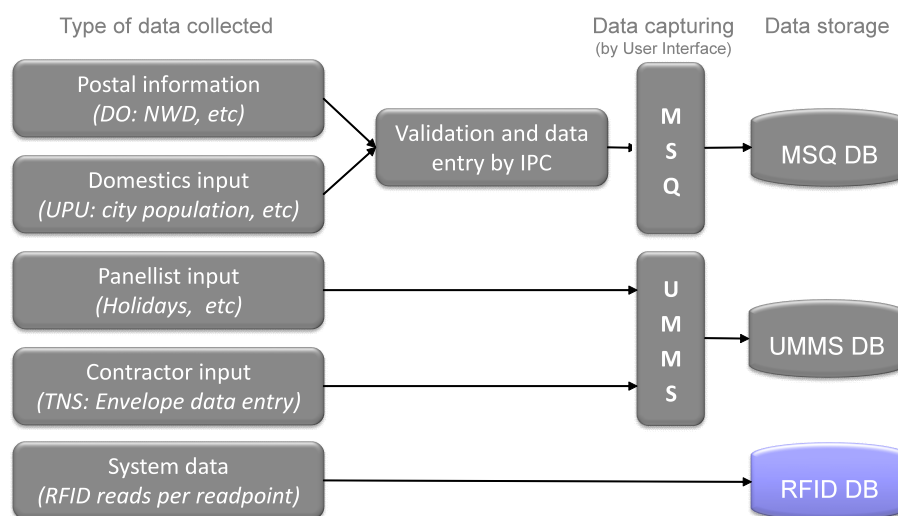 Type of data collected
Data capturing
(by User Interface)
Data storage
Postal information
(DO: NWD, etc)
Domestics input
(UPU: city population, etc)
Validation and data
entry by IPC
M
S
Q
MSQ DB
Panellist input
(Holidays,  etc)
Contractor input
(TNS: Envelope data entry)
U
M
M
S
UMMS DB
System data
(RFID reads per readpoint)
RFID DB